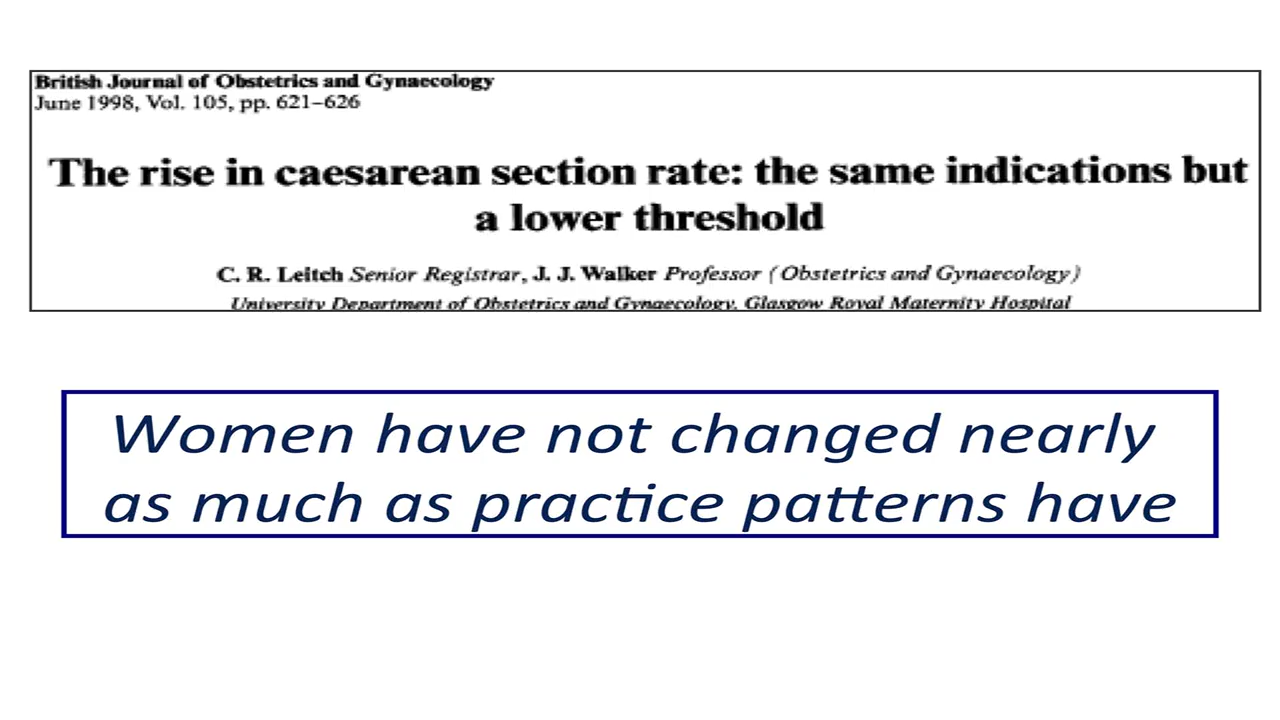 British Journal of Obstetrics and Gynaecology
June 1998, Vol. 105, pp. 621–626
The rise in caesarean section rate: the same indications but
a lower threshold
C. R. Leitch Senior Registrar, J. J. Walker Professor (Obstetrics and Gynaecology)
University Department of Obstetrics and Gynaecology, Glasgow Royal Maternity Hospital
Women have not changed nearly
as much as practice patterns have